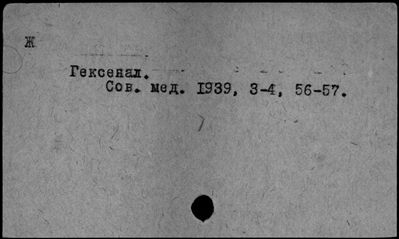 Ж
Гексенал.
Сов. мед. 1939, 3-4, 56-57.